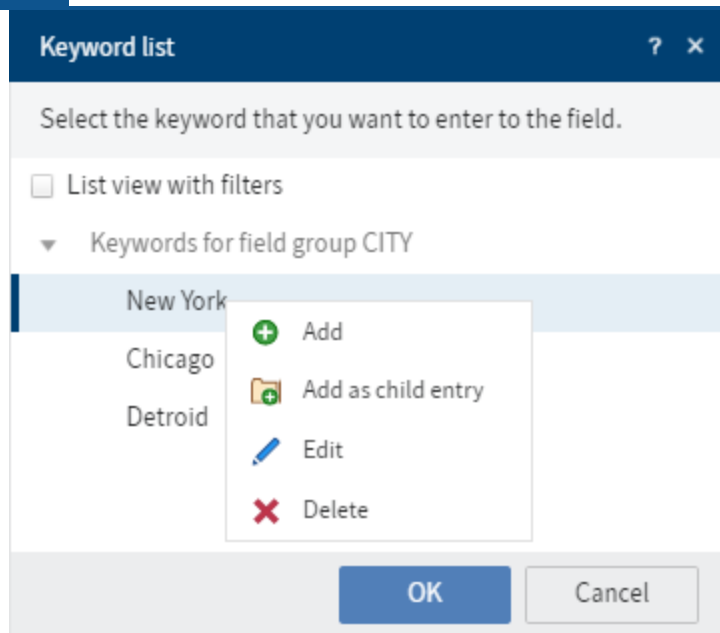 Keyword list
?
Select the keyword that you want to enter to the field.
List view with filters
Keywords for field group CITY
New York
Chicago
Detroid
Add
Add as child entry
Edit
Delete
OK
Cancel